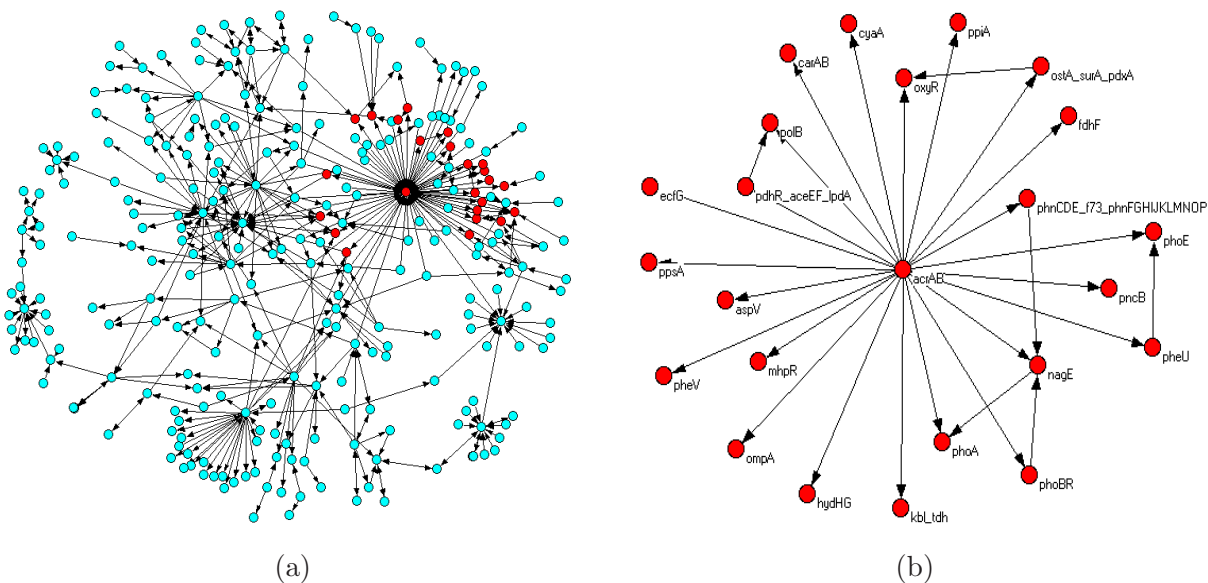 cyaA
ppiA
carAB
oxyR
ostA_surA_pdxA
polB
fdhF
ecfG
pdhR_aceEF_lpdA
phnCDE_f73_phnFGHIJKLMNOP
phoE
ppsA
acrAB
aspV
pncB
pheV
mhpR
nagE
pheU
ompA
phoA
phoBR
hydHG
kbl_tdh
(a)
(b)